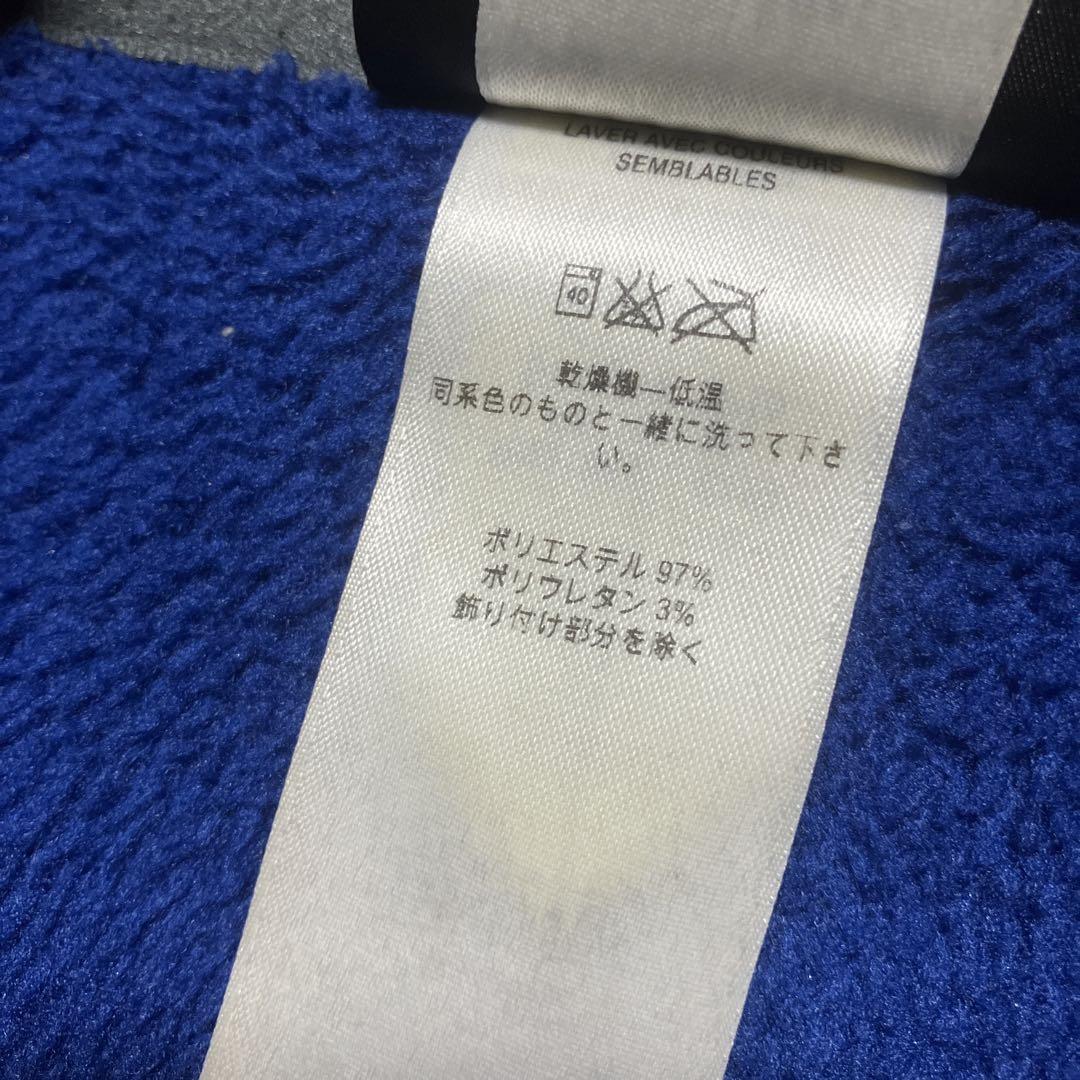 LAVER AVEC COULEURS
SEMBLABLES
40
乾燥機—低温
同系色のものと一緒に洗って下さ
い。
ポリエステル 97%
ポリウレタン 3%
飾り付け部分を除く